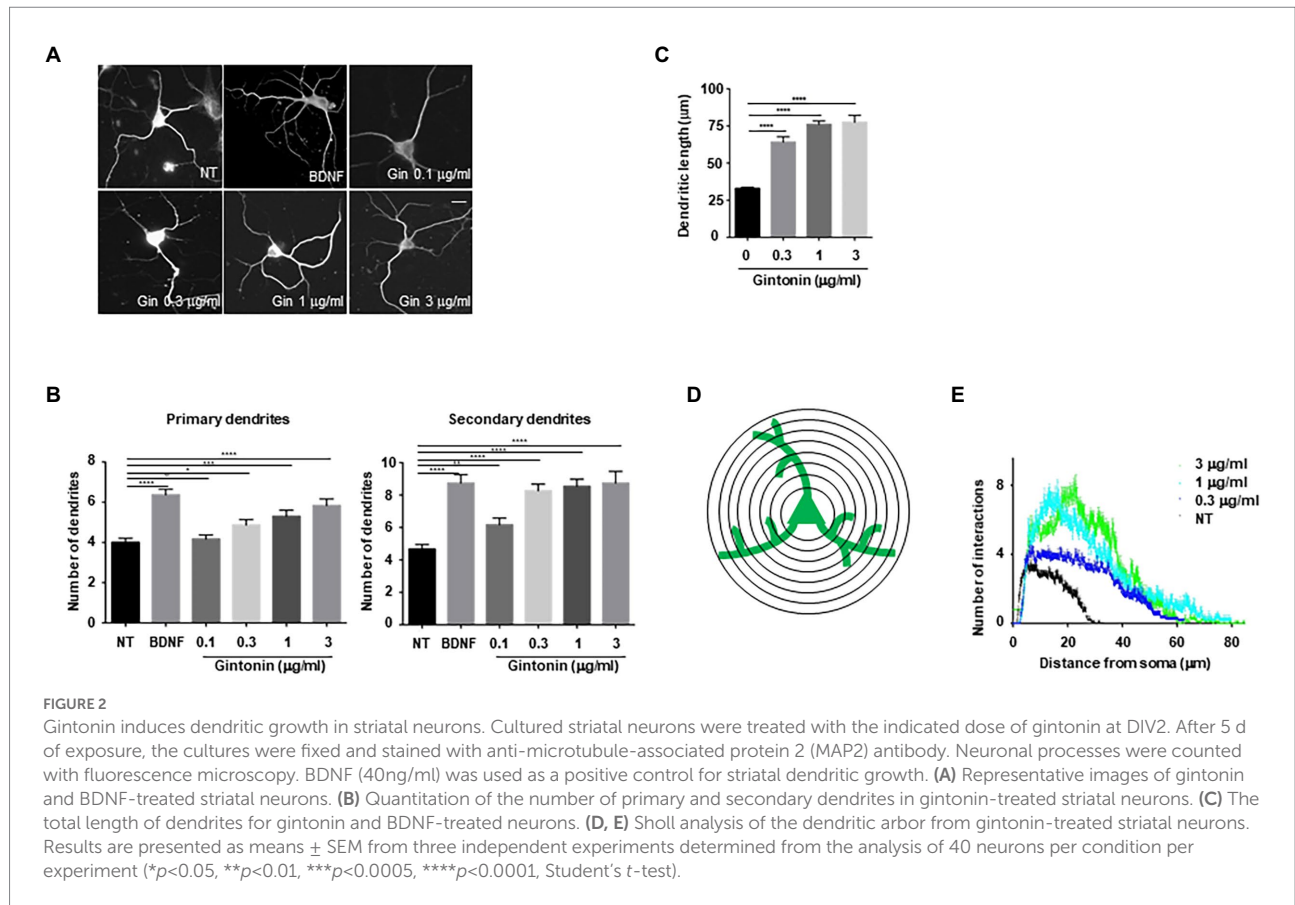 A
NT
BDNF
Gin 0.1 µg/ml
Gin 0.3 µg/ml
Gin 1 µg/ml
Gin 3 µg/ml
C
****
****
****
Dendritic length (µm)
100
75
50
25
0
0 0.3 1 3
Gintonin (µg/ml)
B
Primary dendrites
****
***
*
****
Number of dendrites
8
6
4
2
0
NT BDNF 0.1 0.3 1 3
Gintonin (µg/ml)
Secondary dendrites
****
****
****
**
****
Number of dendrites
10
8
6
4
2
0
NT BDNF 0.1 0.3 1 3
Gintonin (µg/ml)
D
E
3 µg/ml
1 µg/ml
0.3 µg/ml
NT
Number of interactions
8
4
0
0 20 40 60 80
Distance from soma (µm)
FIGURE 2
Gintonin induces dendritic growth in striatal neurons. Cultured striatal neurons were treated with the indicated dose of gintonin at DIV2. After 5 d
of exposure, the cultures were fixed and stained with anti-microtubule-associated protein 2 (MAP2) antibody. Neuronal processes were counted
with fluorescence microscopy. BDNF (40ng/ml) was used as a positive control for striatal dendritic growth. (A) Representative images of gintonin
and BDNF-treated striatal neurons. (B) Quantitation of the number of primary and secondary dendrites in gintonin-treated striatal neurons. (C) The
total length of dendrites for gintonin and BDNF-treated neurons. (D, E) Sholl analysis of the dendritic arbor from gintonin-treated striatal neurons.
Results are presented as means ± SEM from three independent experiments determined from the analysis of 40 neurons per condition per
experiment (*p<0.05, **p<0.01, ***p<0.0005, ****p<0.0001, Student's t-test).